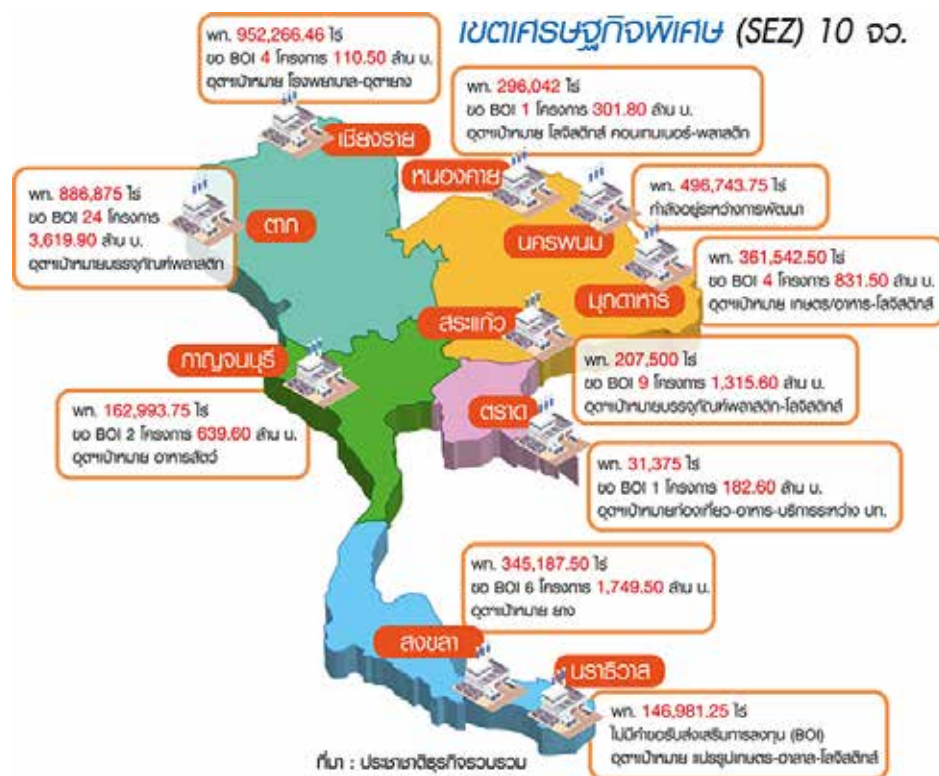 เขตเศรษฐกิจพิเศษ (SEZ) 10 จว.
พท. 952,266.46 ไร่
ขอ BOI 4 โครงการ 110.50 ล้าน บ.
อุตฯเป้าหมาย โรงพยาบาล-อุตฯยาง
เชียงราย
พท. 296,042 ไร่
ขอ BOI 1 โครงการ 301.80 ล้าน บ.
อุตฯเป้าหมาย โลจิสติกส์ คอนเทนเนอร์-พลาสติก
หนองคาย
พท. 886,875 ไร่
ขอ BOI 24 โครงการ
3,619.90 ล้าน บ.
อุตฯเป้าหมายบรรจุภัณฑ์พลาสติก
ตาก
พท. 496,743.75 ไร่
กำลังอยู่ระหว่างการพัฒนา
นครพนม
พท. 361,542.50 ไร่
ขอ BOI 4 โครงการ 831.50 ล้าน บ.
อุตฯเป้าหมาย เกษตร/อาหาร-โลจิสติกส์
มุกดาหาร
สระแก้ว
พท. 207,500 ไร่
ขอ BOI 9 โครงการ 1,315.60 ล้าน บ.
อุตฯเป้าหมายบรรจุภัณฑ์พลาสติก-โลจิสติกส์
กาญจนบุรี
พท. 162,993.75 ไร่
ขอ BOI 2 โครงการ 639.60 ล้าน บ.
อุตฯเป้าหมาย อาหารสัตว์
ตราด
พท. 31,375 ไร่
ขอ BOI 1 โครงการ 182.60 ล้าน บ.
อุตฯเป้าหมายท่องเที่ยว-อาหาร-บริการระหว่าง ปท.
พท. 345,187.50 ไร่
ขอ BOI 6 โครงการ 1,749.50 ล้าน บ.
อุตฯเป้าหมาย ยาง
สงขลา
นราธิวาส
พท. 146,981.25 ไร่
ไม่มีคำขอรับส่งเสริมการลงทุน (BOI)
อุตฯเป้าหมาย แปรรูปเกษตร-ฮาลาล-โลจิสติกส์
ที่มา : ประชาชาติธุรกิจรวบรวม